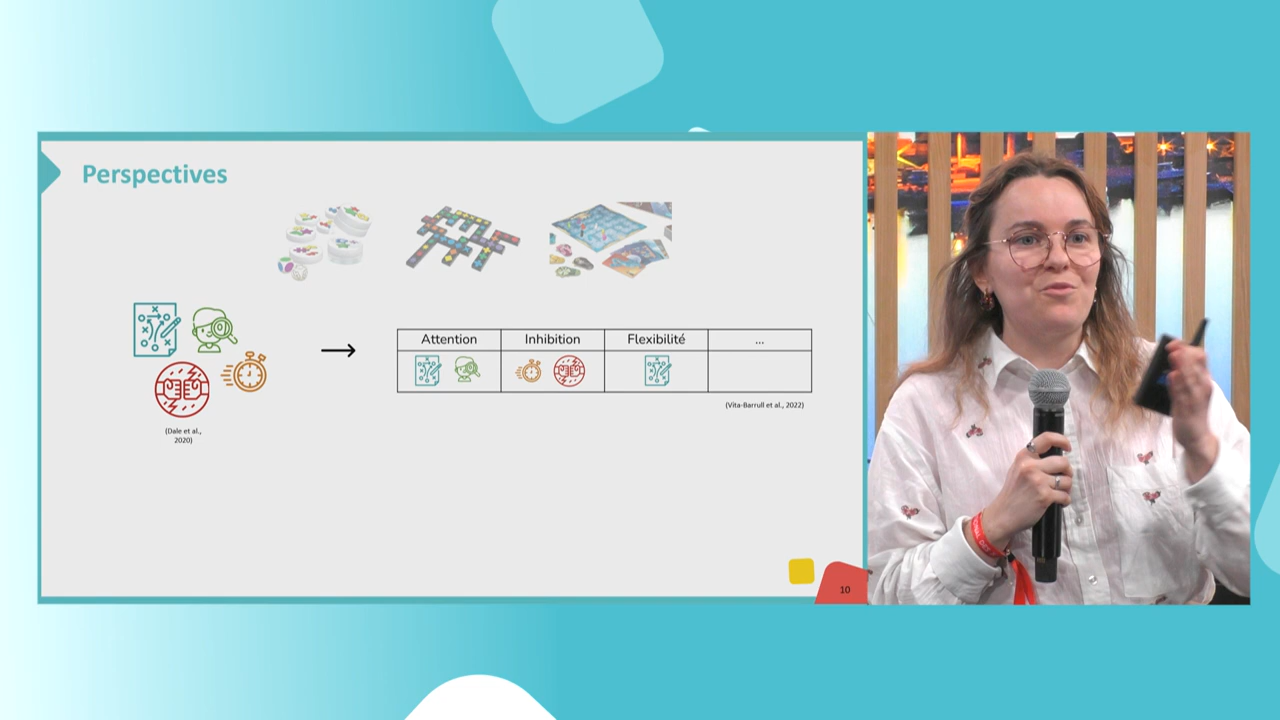 Perspectives
Attention
Inhibition
Flexibilité
...
(Vita-Barrull et al., 2022)
(Dale et al.,
2020)
10